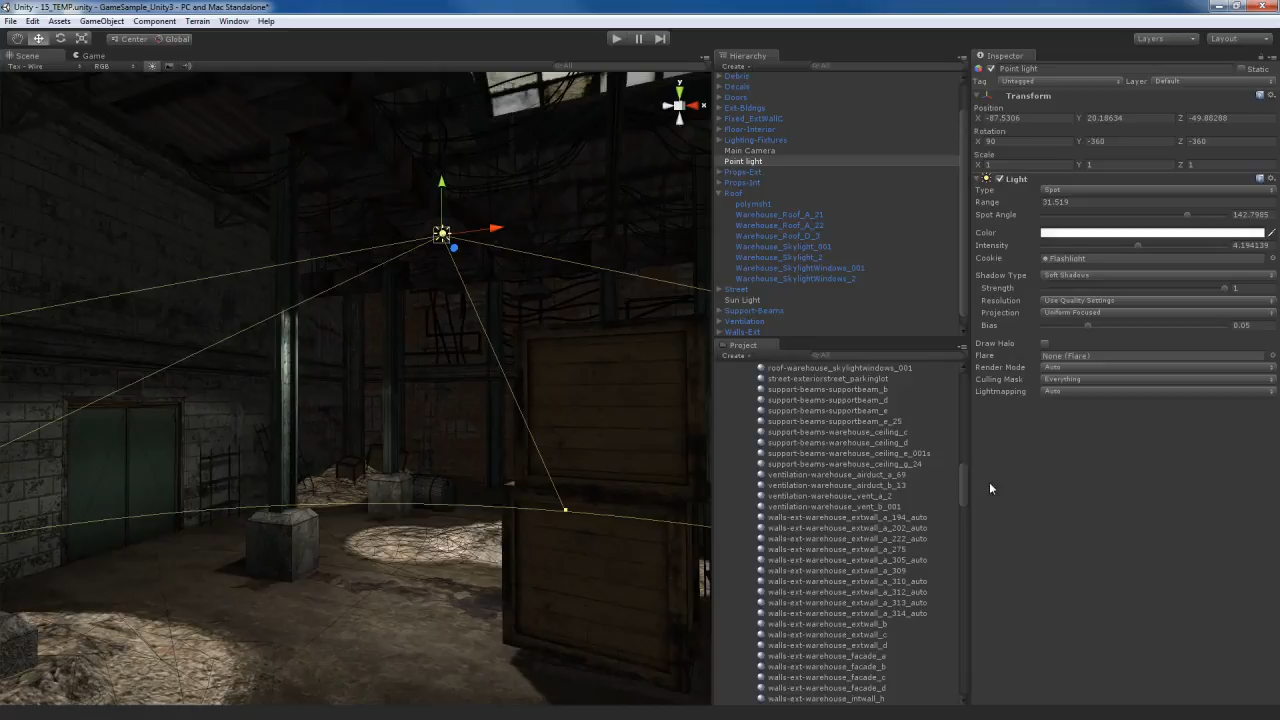 Unity - 15_TEMP.unity - GameSample_Unity3 - PC and Mac Standalone*
File Edit Assets GameObject Component Terrain Window Help
Center Global Layers Layout
Scene Game
Tex - Wire RGB All
y
x
Hierarchy
Create All
Debris
Decals
Doors
Ext-Bldngs
Fixed_ExtWallC
Floor-Interior
Lighting-Fixtures
Main Camera
Point light
Props-Ext
Props-Int
Roof
polymsh1
Warehouse_Roof_A_21
Warehouse_Roof_A_22
Warehouse_Roof_D_3
Warehouse_Skylight_001
Warehouse_Skylight_2
Warehouse_SkylightWindows_001
Warehouse_SkylightWindows_2
Street
Sun Light
Support-Beams
Ventilation
Walls-Ext
Project
Create All
roof-warehouse_skylightwindows_001
street-exteriorstreet_parkinglot
support-beams-supportbeam_b
support-beams-supportbeam_d
support-beams-supportbeam_e
support-beams-supportbeam_e_25
support-beams-warehouse_ceiling_c
support-beams-warehouse_ceiling_d
support-beams-warehouse_ceiling_e_001s
support-beams-warehouse_ceiling_g_24
ventilation-warehouse_airduct_a_69
ventilation-warehouse_airduct_b_13
ventilation-warehouse_vent_a_2
ventilation-warehouse_vent_b_001
walls-ext-warehouse_extwall_a_194_auto
walls-ext-warehouse_extwall_a_202_auto
walls-ext-warehouse_extwall_a_222_auto
walls-ext-warehouse_extwall_a_275
walls-ext-warehouse_extwall_a_305_auto
walls-ext-warehouse_extwall_a_309
walls-ext-warehouse_extwall_a_310_auto
walls-ext-warehouse_extwall_a_312_auto
walls-ext-warehouse_extwall_a_313_auto
walls-ext-warehouse_extwall_a_314_auto
walls-ext-warehouse_extwall_b
walls-ext-warehouse_extwall_c
walls-ext-warehouse_extwall_d
walls-ext-warehouse_facade_a
walls-ext-warehouse_facade_b
walls-ext-warehouse_facade_c
walls-ext-warehouse_facade_d
walls-ext-warehouse_intwall_h
Inspector
Point light Static
Tag Untagged Layer Default
Transform
Position
X -87.5306 Y 20.18634 Z -49.88288
Rotation
X 90 Y -360 Z -360
Scale
X 1 Y 1 Z 1
Light
Type Spot
Range 31.519
Spot Angle 142.7985
Color
Intensity 4.194139
Cookie Flashlight
Shadow Type Soft Shadows
Strength 1
Resolution Use Quality Settings
Projection Uniform Focused
Bias 0.05
Draw Halo
Flare None (Flare)
Render Mode Auto
Culling Mask Everything
Lightmapping Auto